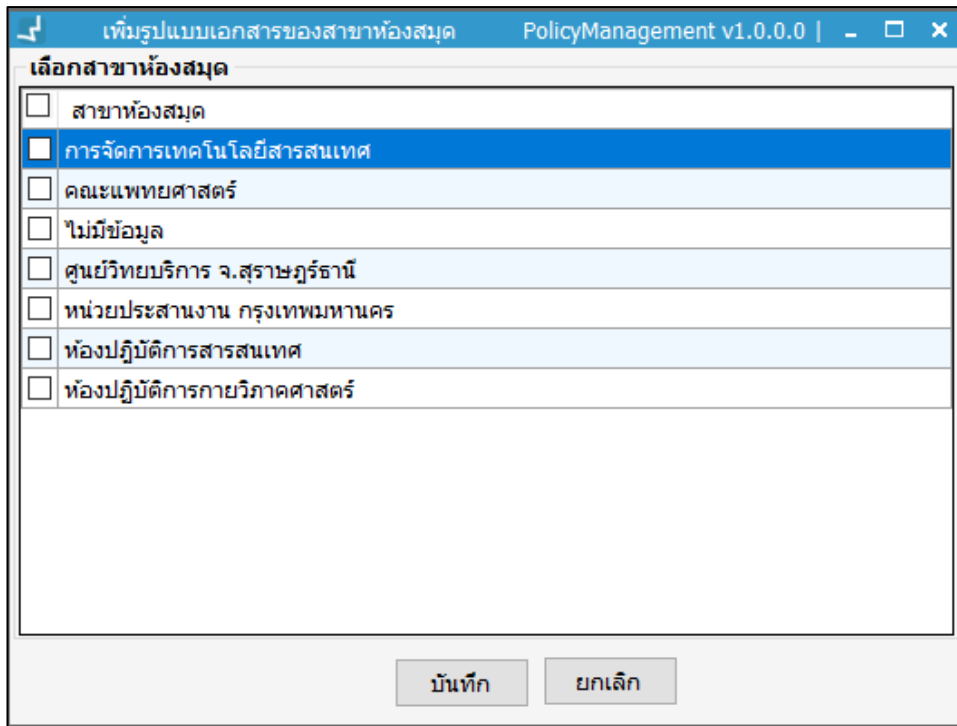 เพิ่มรูปแบบเอกสารของสาขาห้องสมุด PolicyManagement v1.0.0.0 |
เลือกสาขาห้องสมุด
สาขาห้องสมุด
การจัดการเทคโนโลยีสารสนเทศ
คณะแพทยศาสตร์
ไม่มีข้อมูล
ศูนย์วิทยบริการ จ.สุราษฎร์ธานี
หน่วยประสานงาน กรุงเทพมหานคร
ห้องปฏิบัติการสารสนเทศ
ห้องปฏิบัติการกายวิภาคศาสตร์
บันทึก ยกเลิก